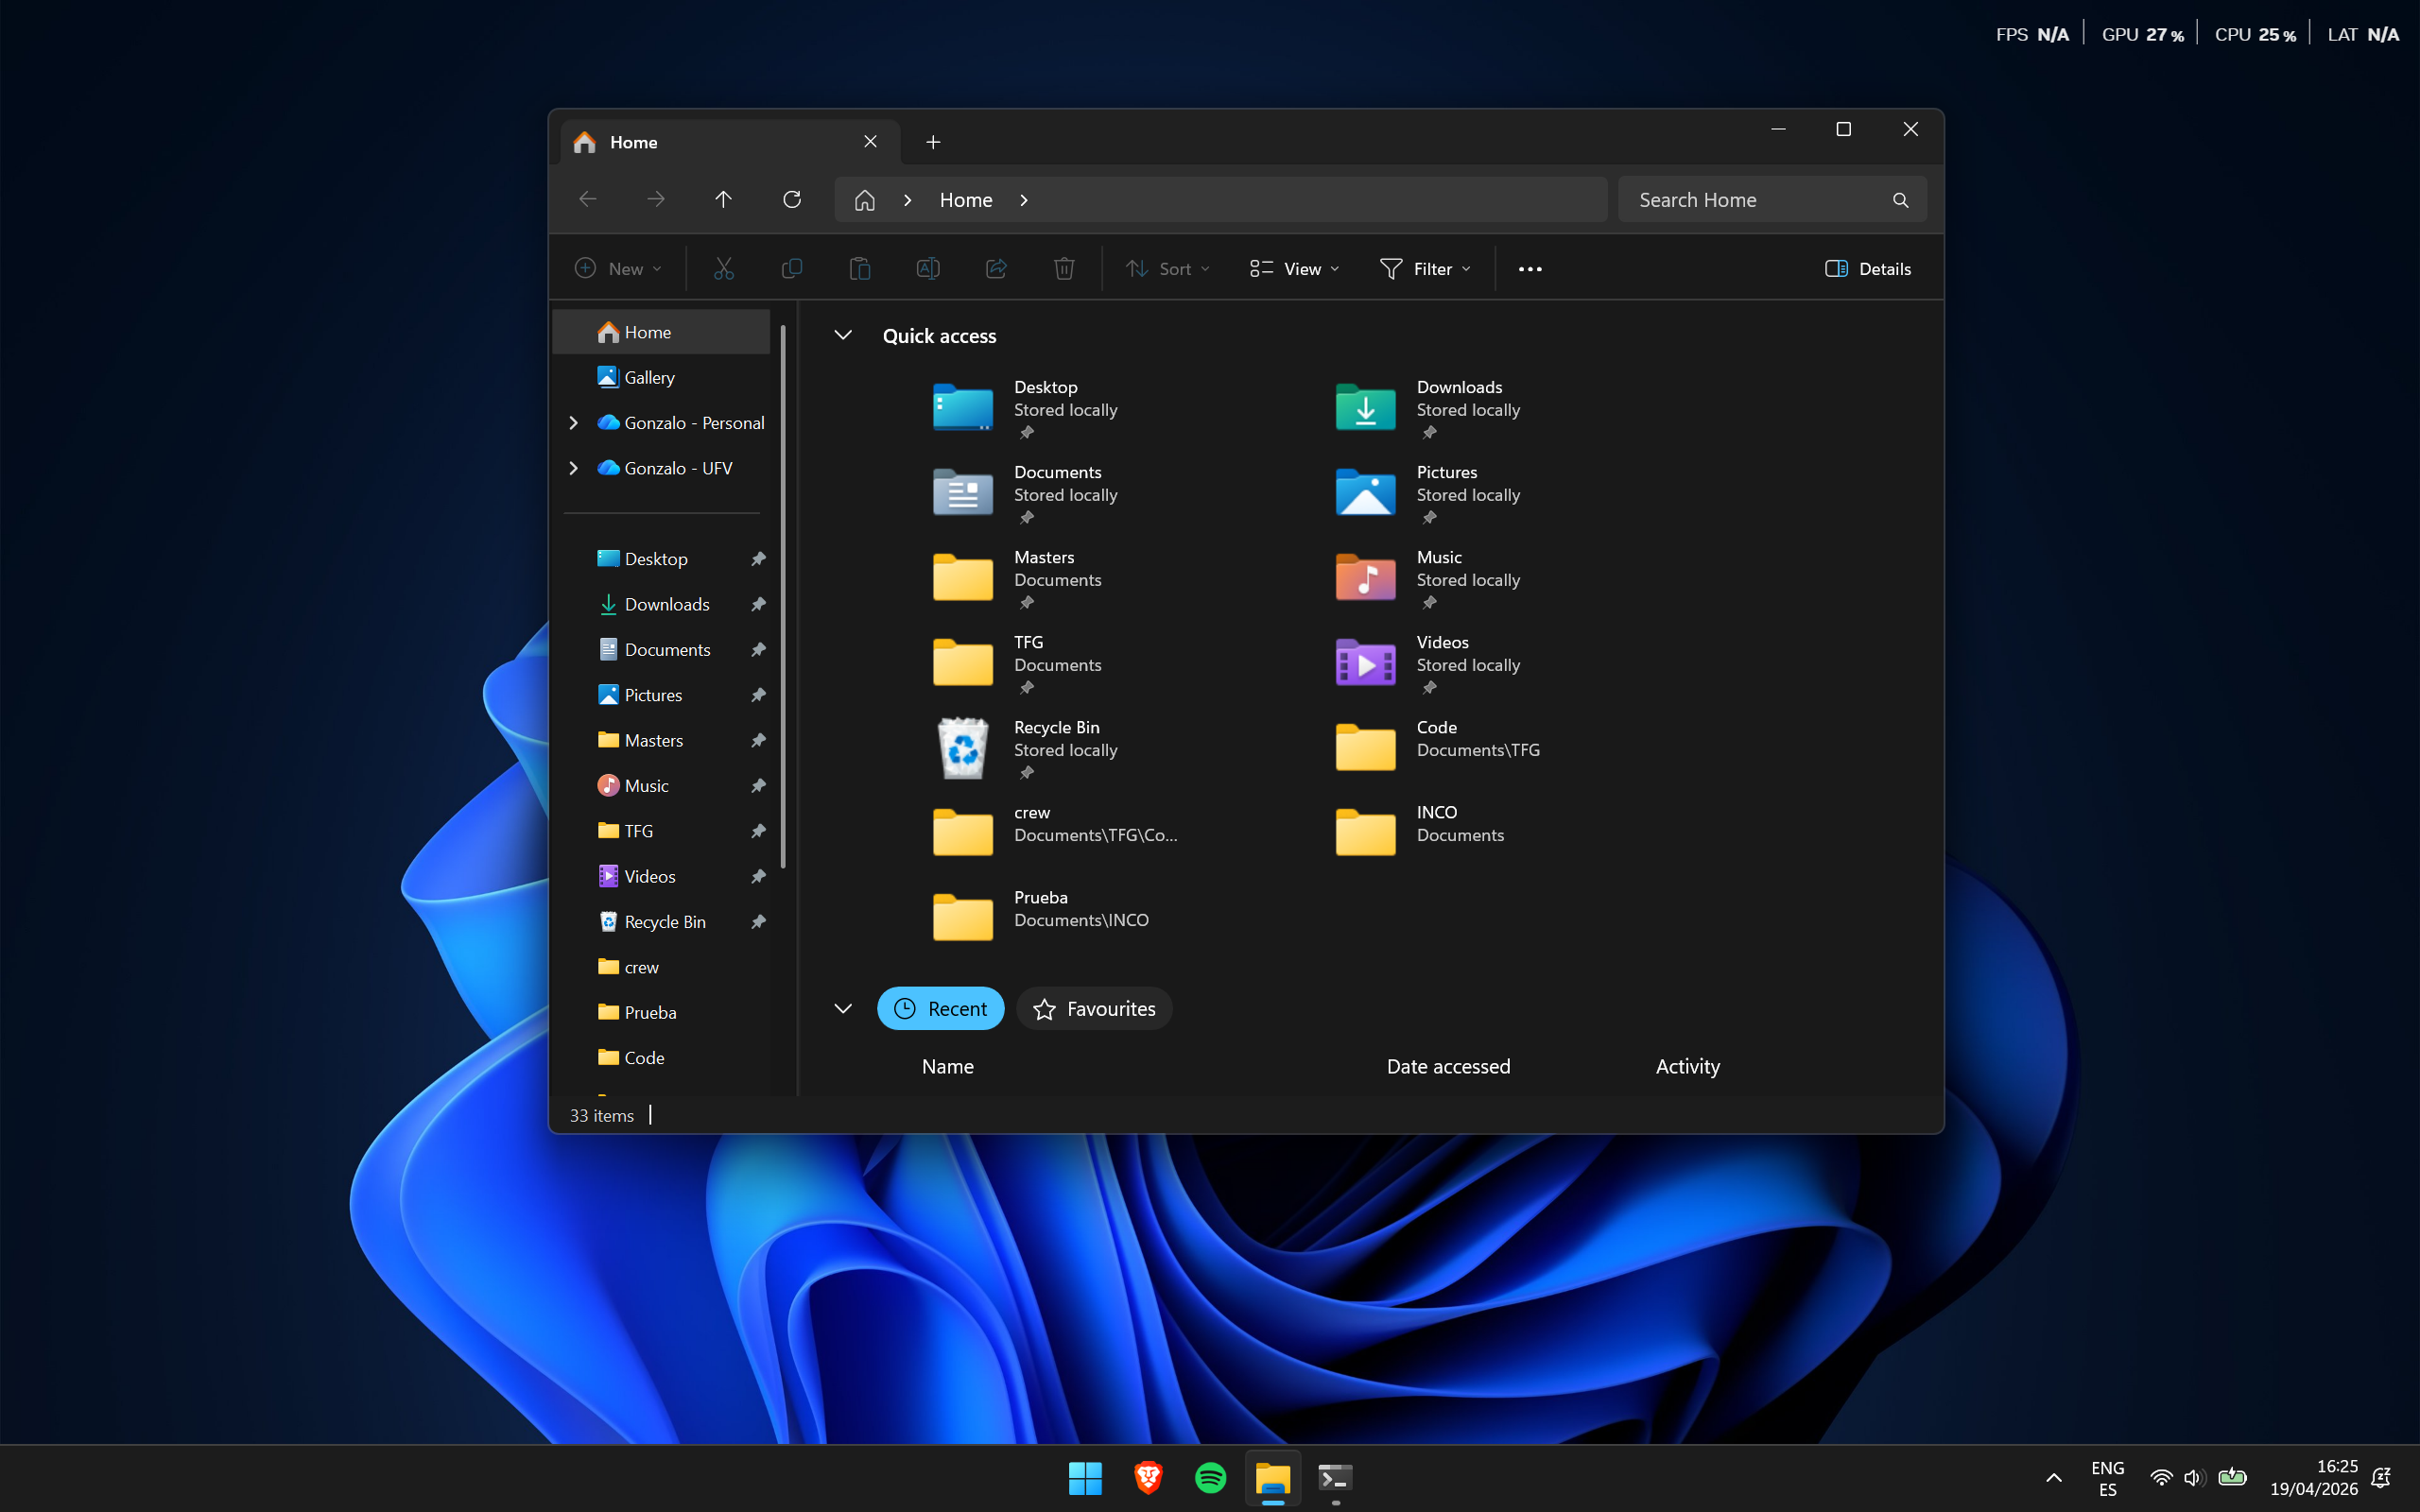 FPS N/A GPU 27 % CPU 25 % LAT N/A
Home
Home
Search Home
New
Sort
View
Filter
Details
Home
Gallery
Gonzalo - Personal
Gonzalo - UFV
Desktop
Downloads
Documents
Pictures
Masters
Music
TFG
Videos
Recycle Bin
crew
Prueba
Code
Quick access
Desktop
Stored locally
Downloads
Stored locally
Documents
Stored locally
Pictures
Stored locally
Masters
Documents
Music
Stored locally
TFG
Documents
Videos
Stored locally
Recycle Bin
Stored locally
Code
Documents\TFG
crew
Documents\TFG\Co...
INCO
Documents
Prueba
Documents\INCO
Recent
Favourites
Name Date accessed Activity
33 items
ENG
ES
16:25
19/04/2026